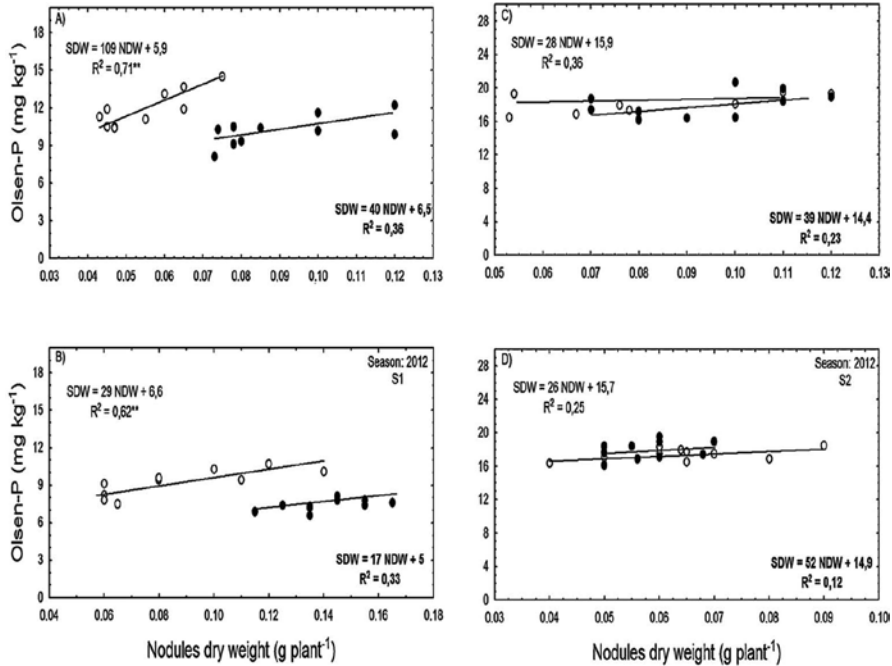 A)
SDW = 109 NDW + 5,9
R² = 0,71**
SDW = 40 NDW + 6,5
R² = 0,36
Olsen-P (mg kg⁻¹)
18
15
12
9
6
3
0
0.03 0.04 0.05 0.06 0.07 0.08 0.09 0,10 0,11 0,12 0.13
C)
SDW = 28 NDW + 15,9
R² = 0,36
SDW = 39 NDW + 14,4
R² = 0,23
28
24
20
16
12
8
4
0
0.05 0.06 0.07 0.08 0.09 0,10 0,11 0,12 0.13
B)
Season: 2012
S1
SDW = 29 NDW + 6,6
R² = 0,62**
SDW = 17 NDW + 5
R² = 0,33
Olsen-P (mg kg⁻¹)
18
15
12
9
6
3
0
0.04 0.06 0.08 0.10 0.12 0.14 0.16 0.18
Nodules dry weight (g plant⁻¹)
D)
Season: 2012
S2
SDW = 26 NDW + 15,7
R² = 0,25
SDW = 52 NDW + 14,9
R² = 0,12
28
24
20
16
12
8
4
0
0.03 0.04 0.05 0.06 0.07 0.08 0.09 0.100
Nodules dry weight (g plant⁻¹)